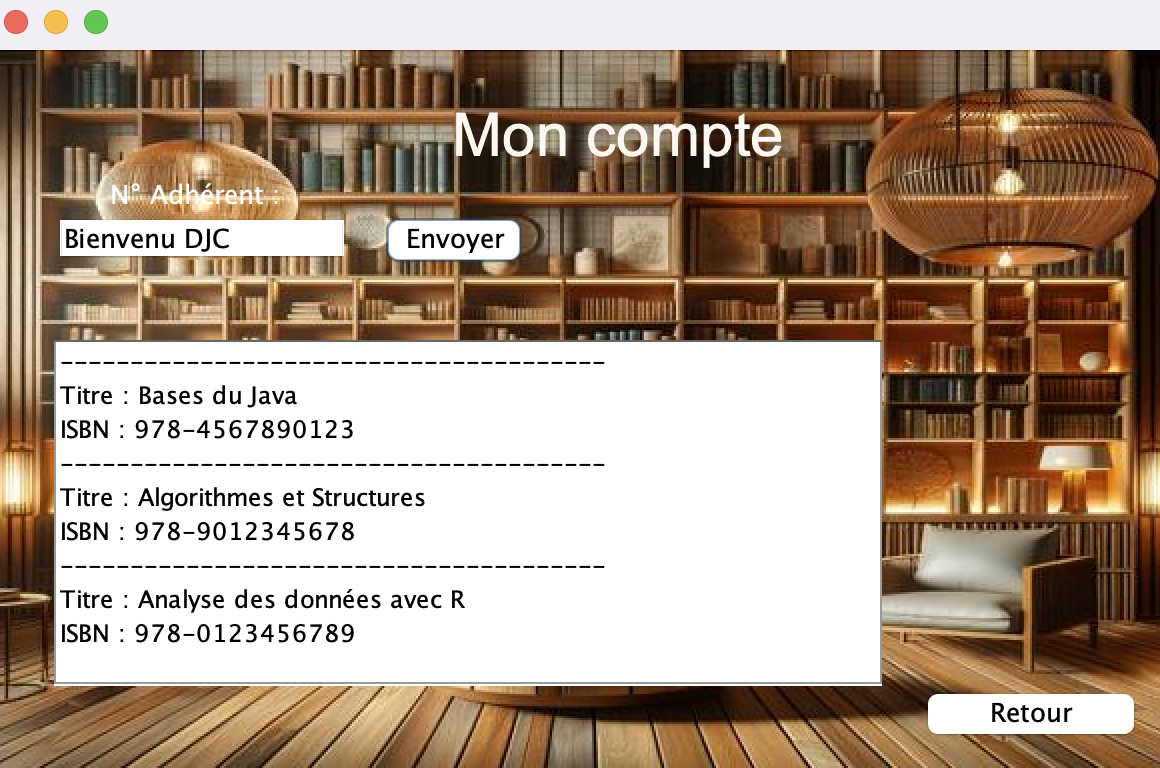 Mon compte
N° Adhérent :
Bienvenu DJC
Envoyer
---------------------------------------
Titre : Bases du Java
ISBN : 978-4567890123
---------------------------------------
Titre : Algorithmes et Structures
ISBN : 978-9012345678
---------------------------------------
Titre : Analyse des données avec R
ISBN : 978-0123456789
Retour